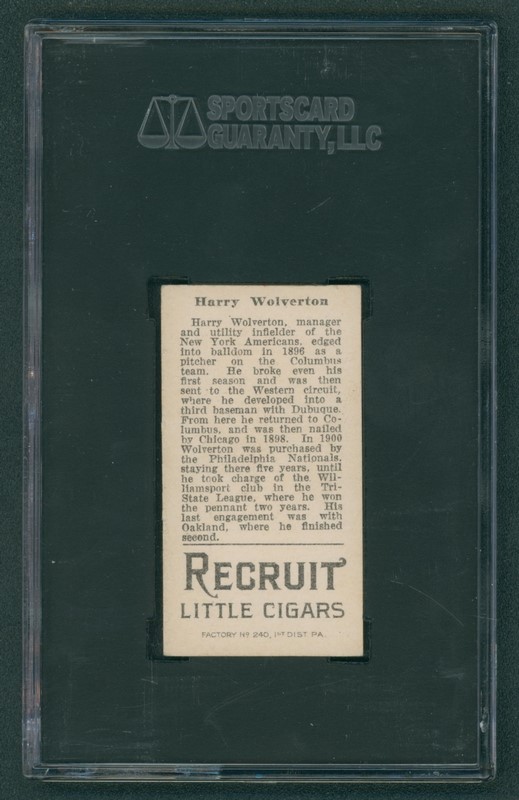 SPORTSCARD
GUARANTY, LLC
Harry Wolverton
Harry Wolverton, manager
and utility infielder of the
New York Americans, edged
into balldom in 1896 as a
pitcher on the Columbus
team. He broke even his
first season and was then
sent to the Western circuit,
where he developed into a
third baseman with Dubuque.
From here he returned to Co-
lumbus, and was then nailed
by Chicago in 1898. In 1900
Wolverton was purchased by
the Philadelphia Nationals,
staying there five years, until
he took charge of the Wil-
liamsport club in the Tri-
State League, where he won
the pennant two years. His
last engagement was with
Oakland, where he finished
second.
RECRUIT
LITTLE CIGARS
FACTORY Nº 240, 1ST DIST PA.